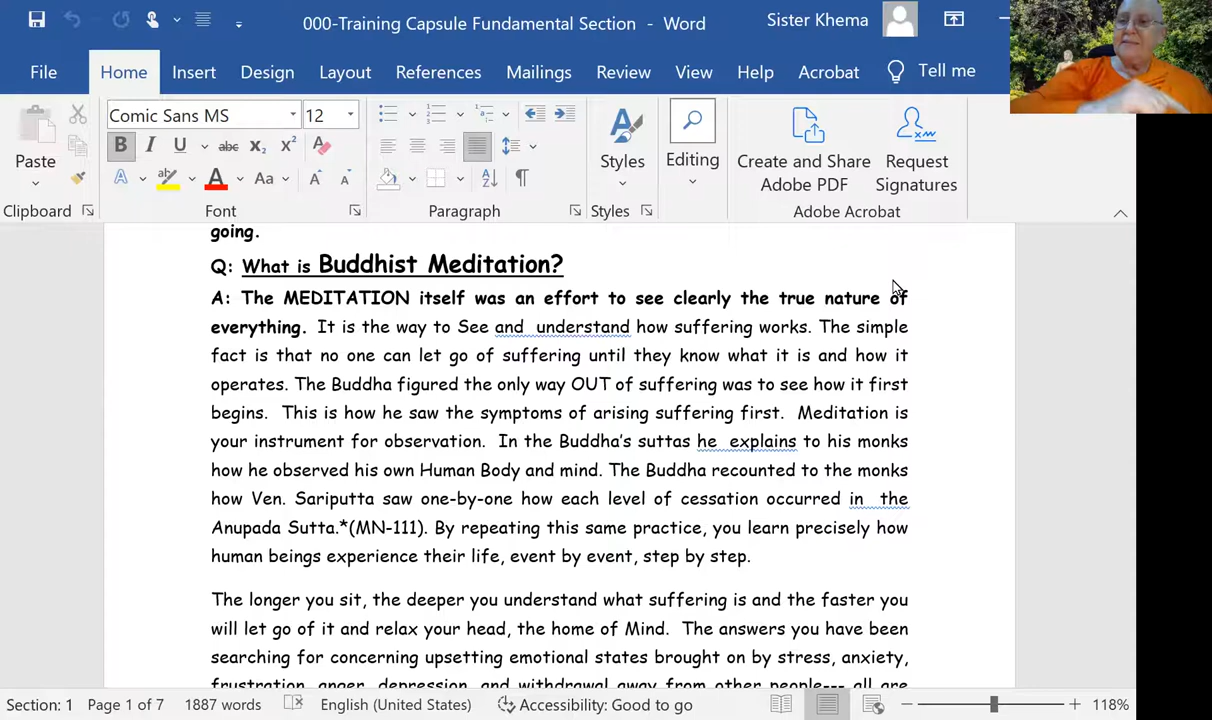 000-Training Capsule Fundamental Section - Word
Sister Khema
File Home Insert Design Layout References Mailings Review View Help Acrobat Tell me
Comic Sans MS 12
Paste
Styles
Editing
Create and Share Adobe PDF
Request Signatures
Clipboard Font Paragraph Styles Adobe Acrobat
going.
Q: What is Buddhist Meditation?
A: The MEDITATION itself was an effort to see clearly the true nature of
everything. It is the way to See and understand how suffering works. The simple
fact is that no one can let go of suffering until they know what it is and how it
operates. The Buddha figured the only way OUT of suffering was to see how it first
begins. This is how he saw the symptoms of arising suffering first. Meditation is
your instrument for observation. In the Buddha's suttas he explains to his monks
how he observed his own Human Body and mind. The Buddha recounted to the monks
how Ven. Sariputta saw one-by-one how each level of cessation occurred in the
Anupada Sutta.*(MN-111). By repeating this same practice, you learn precisely how
human beings experience their life, event by event, step by step.
The longer you sit, the deeper you understand what suffering is and the faster you
will let go of it and relax your head, the home of Mind. The answers you have been
searching for concerning upsetting emotional states brought on by stress, anxiety,
frustration, anger, depression, and withdrawal away from other people--- all are
Section: 1 Page 1 of 7 1887 words English (United States) Accessibility: Good to go 118%